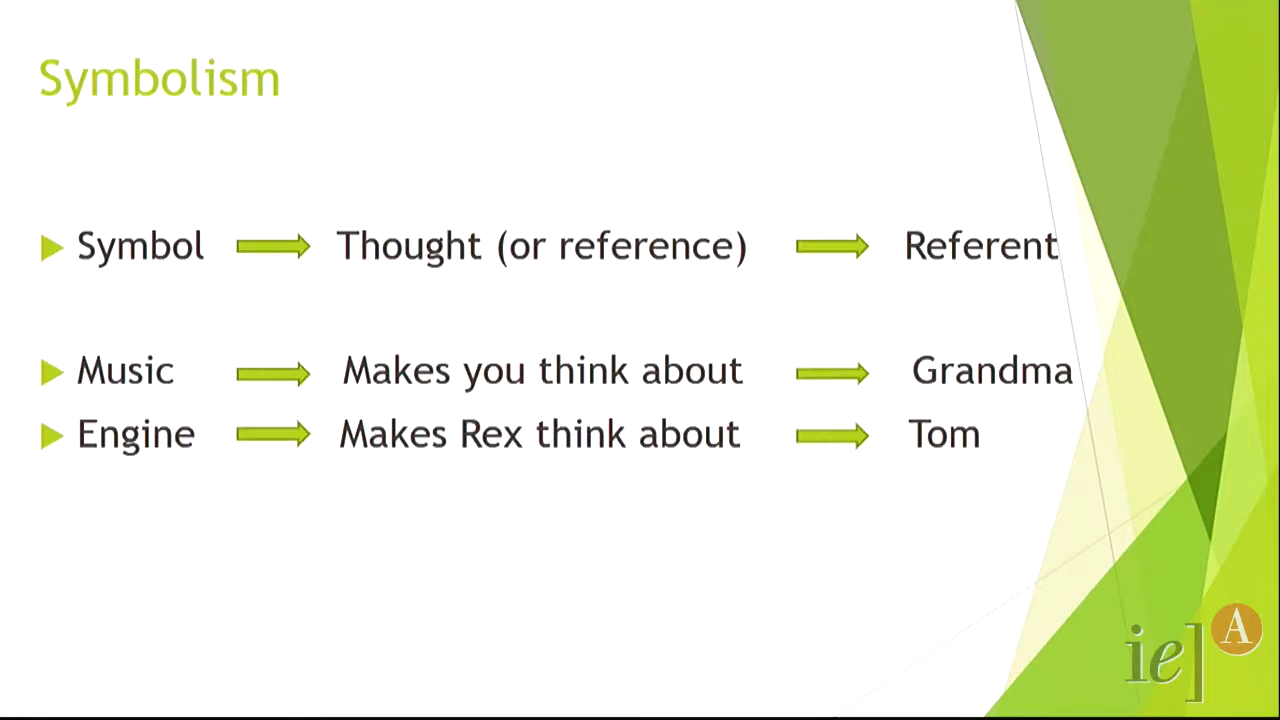 Symbolism
Symbol Thought (or reference) Referent
Music Makes you think about Grandma
Engine Makes Rex think about Tom
ie] A